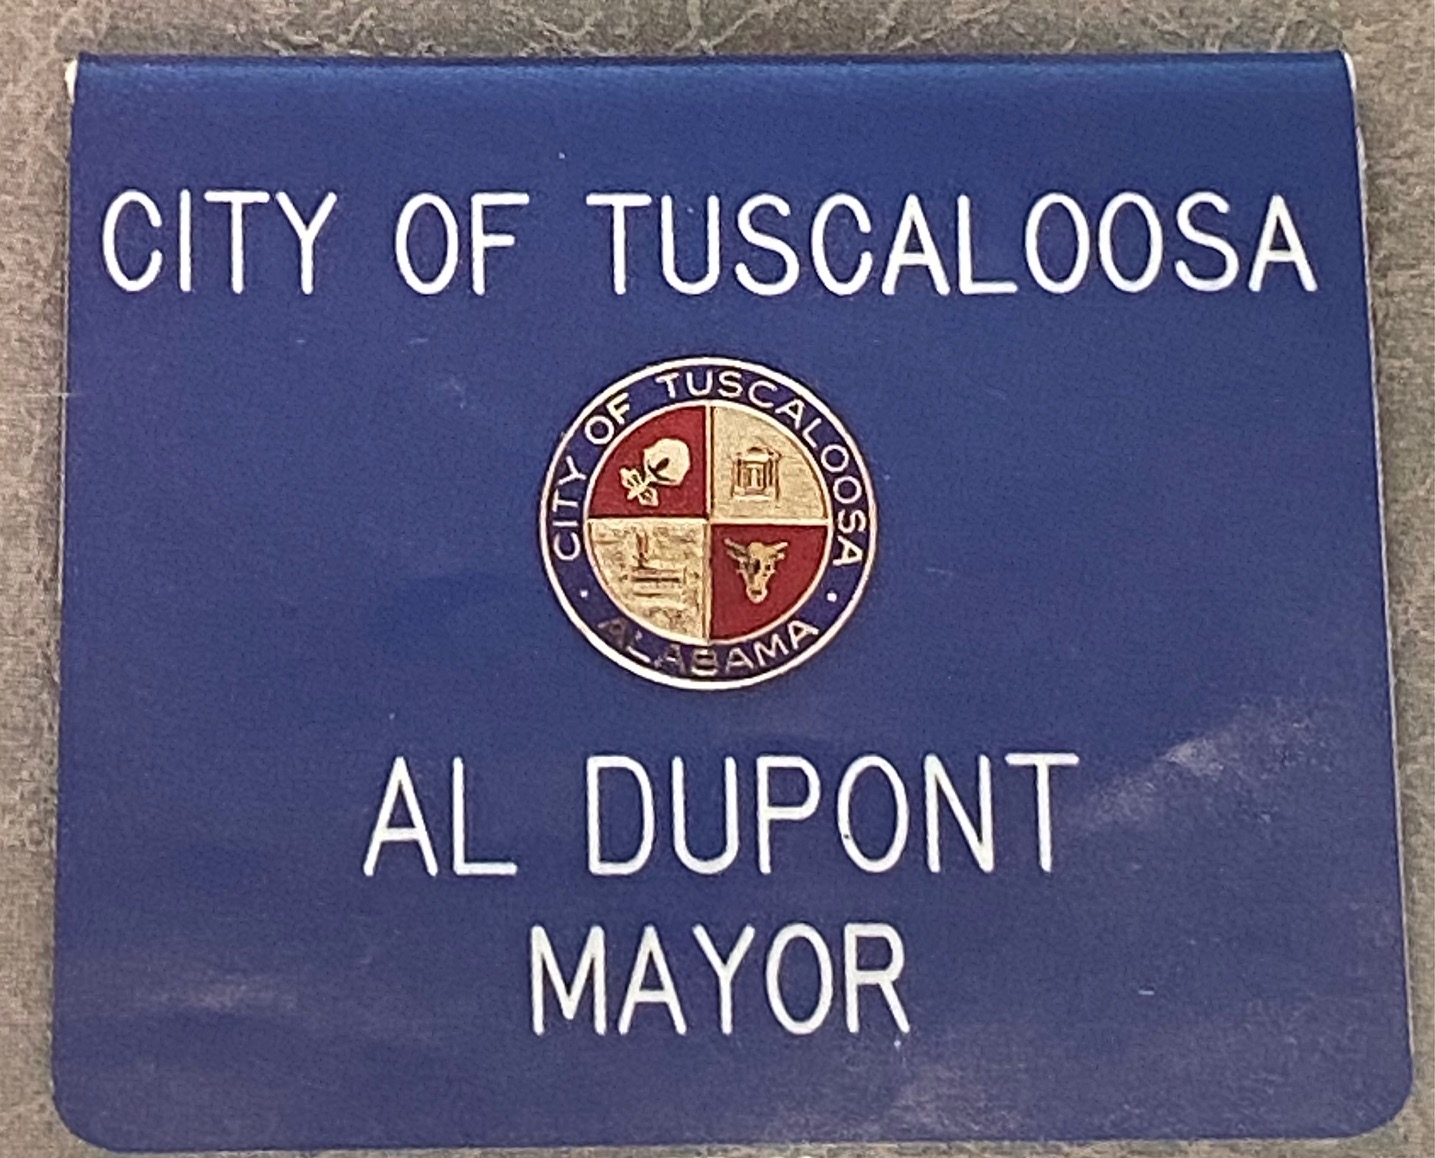 CITY OF TUSCALOOSA
CITY OF TUSCALOOSA
• ALABAMA •
AL DUPONT
MAYOR